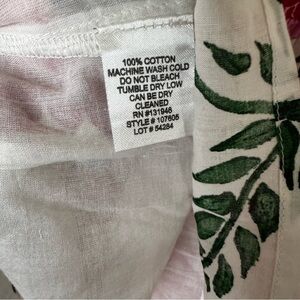 100% COTTON
MACHINE WASH COLD
DO NOT BLEACH
TUMBLE DRY LOW
CAN BE DRY
CLEANED
RN #131946
STYLE # 107605
LOT # 54284